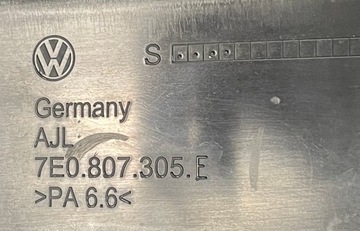 S
Germany
AJL
7E0.807.305.E
>PA 6.6<